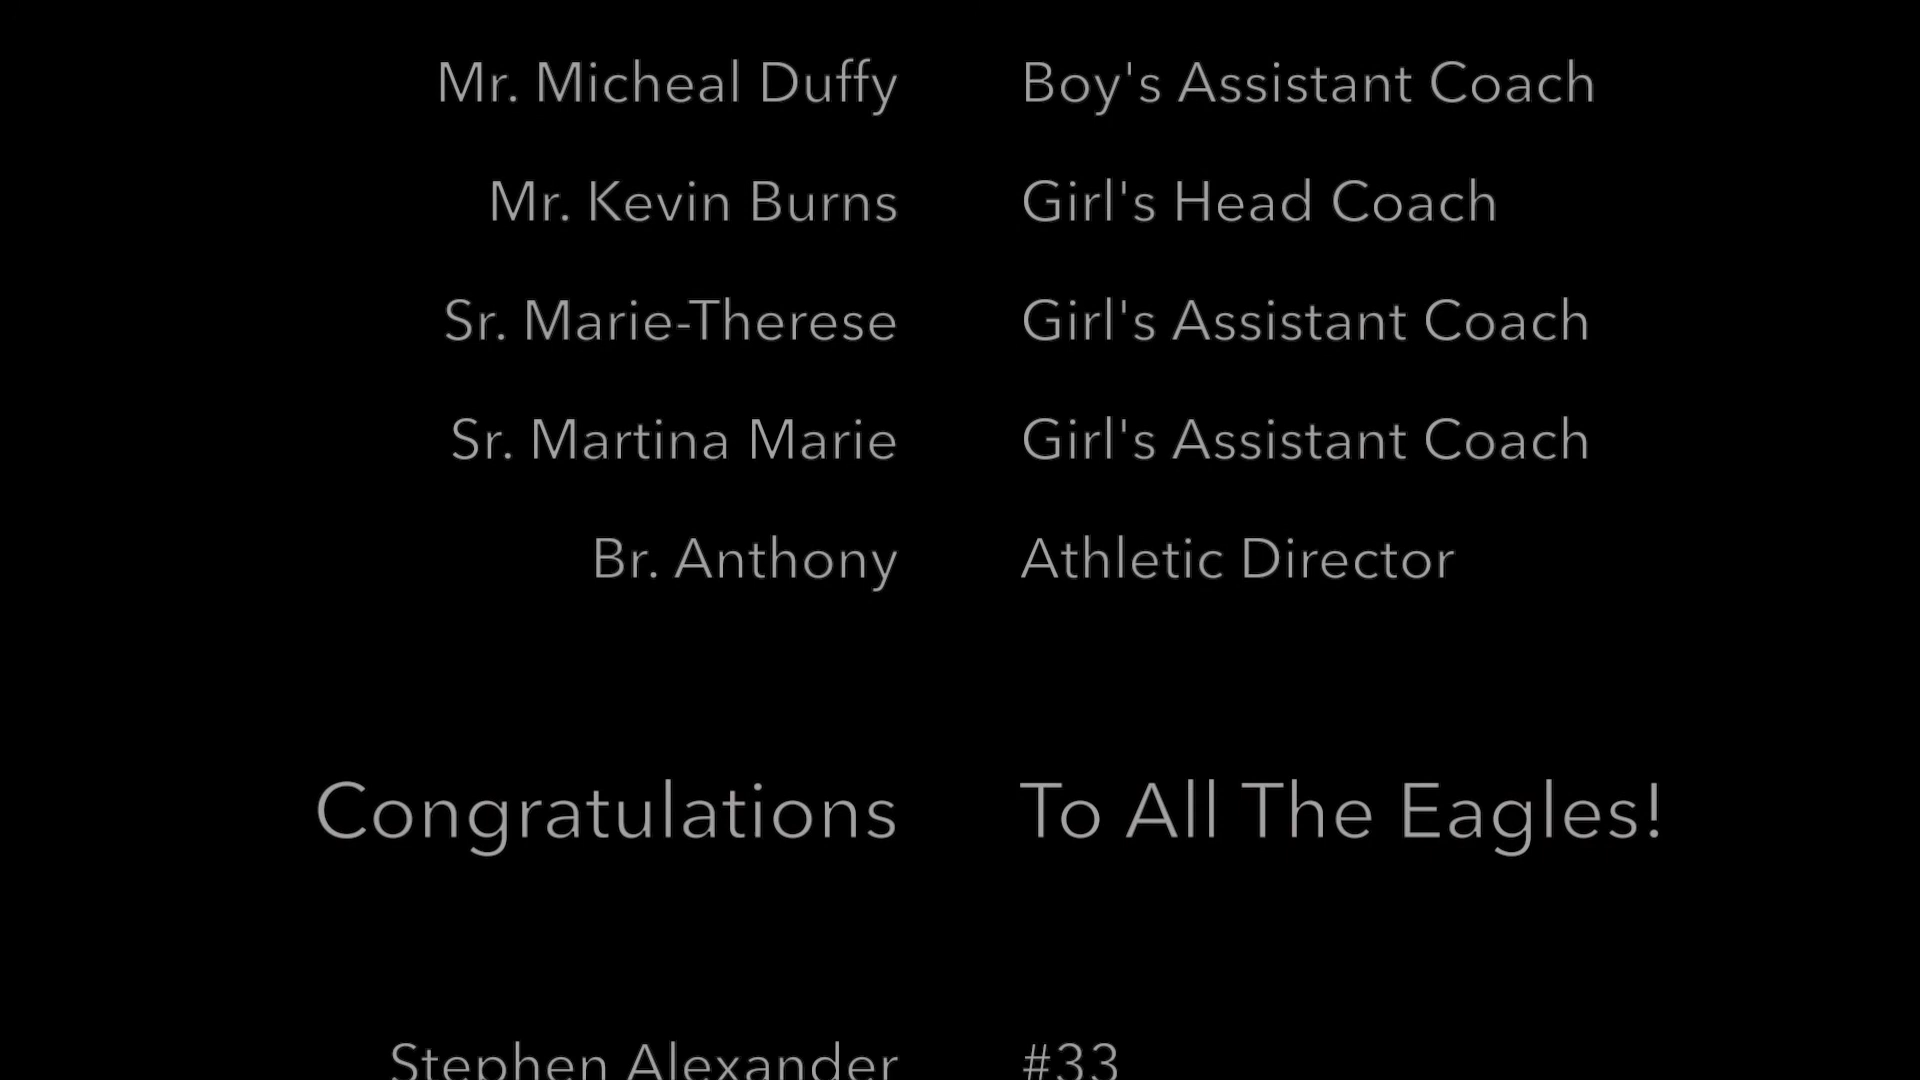 Mr. Micheal Duffy Boy's Assistant Coach
Mr. Kevin Burns Girl's Head Coach
Sr. Marie-Therese Girl's Assistant Coach
Sr. Martina Marie Girl's Assistant Coach
Br. Anthony Athletic Director
Congratulations To All The Eagles!
Stephen Alexander #33